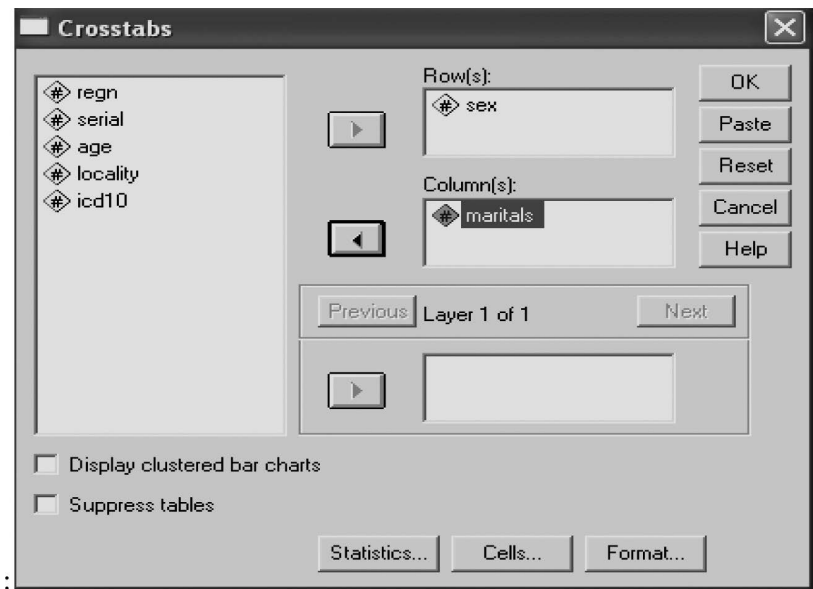 Crosstabs
regn
serial
age
locality
icd10
Row(s):
sex
Column(s):
maritals
Previous Layer 1 of 1 Next
OK
Paste
Reset
Cancel
Help
Display clustered bar charts
Suppress tables
Statistics... Cells... Format...
: